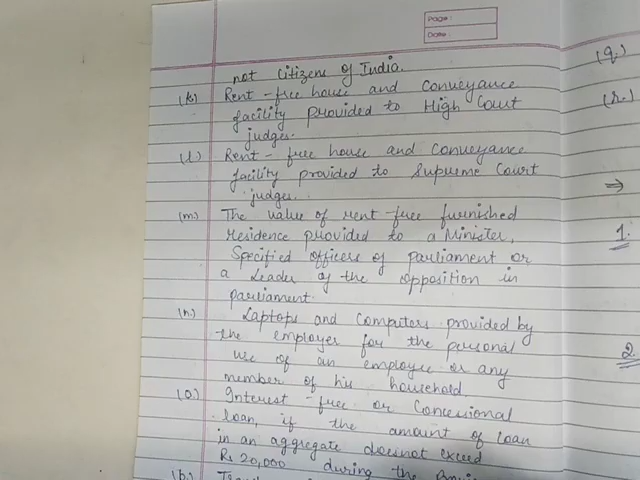 Page:
Date:
not Citizens of India.
(k.) Rent-free house and Conveyance
facility provided to High Court
judges.
(l.) Rent-free house and Conveyance
facility provided to Supreme Court
judges.
(m.) The value of rent-free furnished
residence provided to a Minister,
Specified officers of parliament or
a Leader of the opposition in
parliament.
(n.) Laptops and Computers provided by
the employer for the personal
use of an employee or any
member of his household.
(o.) Interest-free or Concessional
loan, if the amount of loan
in an aggregate doesnot exceed
Rs 20,000 during the
(p.)
(q.)
(r.)
⇒
1.
2.